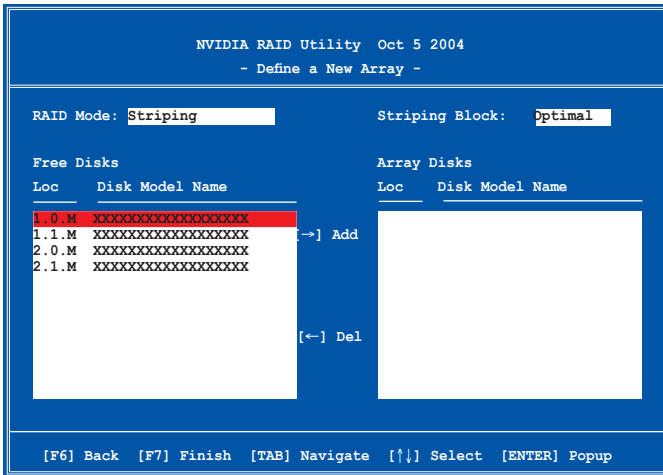 NVIDIA RAID Utility  Oct 5 2004
- Define a New Array -
RAID Mode: Striping
Striping Block: Optimal
Free Disks
Loc  Disk Model Name
1.0.M  XXXXXXXXXXXXXXXXXX
1.1.M  XXXXXXXXXXXXXXXXXX
2.0.M  XXXXXXXXXXXXXXXXXX
2.1.M  XXXXXXXXXXXXXXXXXX
[→] Add
[←] Del
Array Disks
Loc  Disk Model Name
[F6] Back  [F7] Finish  [TAB] Navigate  [↑↓] Select  [ENTER] Popup